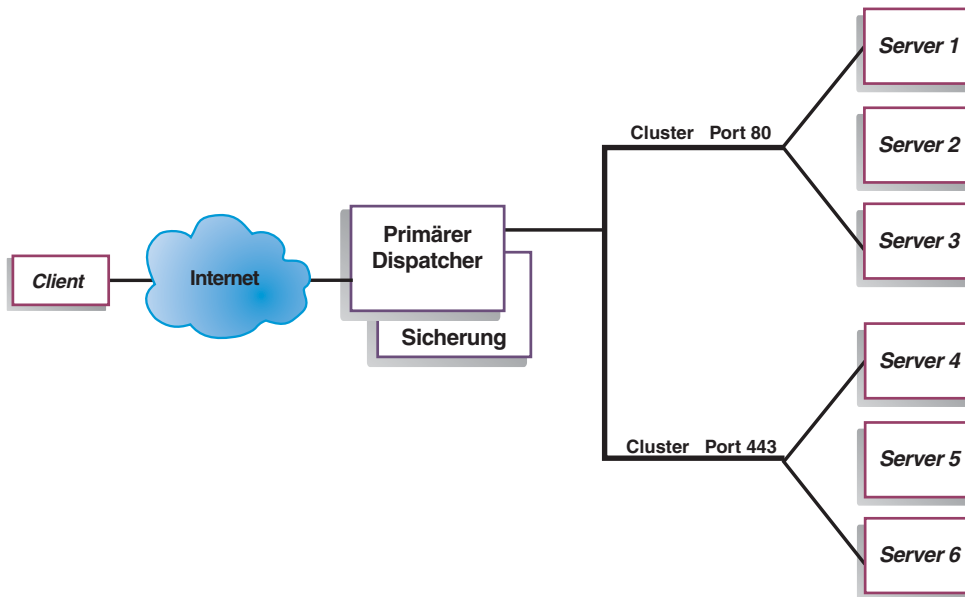 Client
Internet
Primärer
Dispatcher
Sicherung
Cluster Port 80
Server 1
Server 2
Server 3
Cluster Port 443
Server 4
Server 5
Server 6